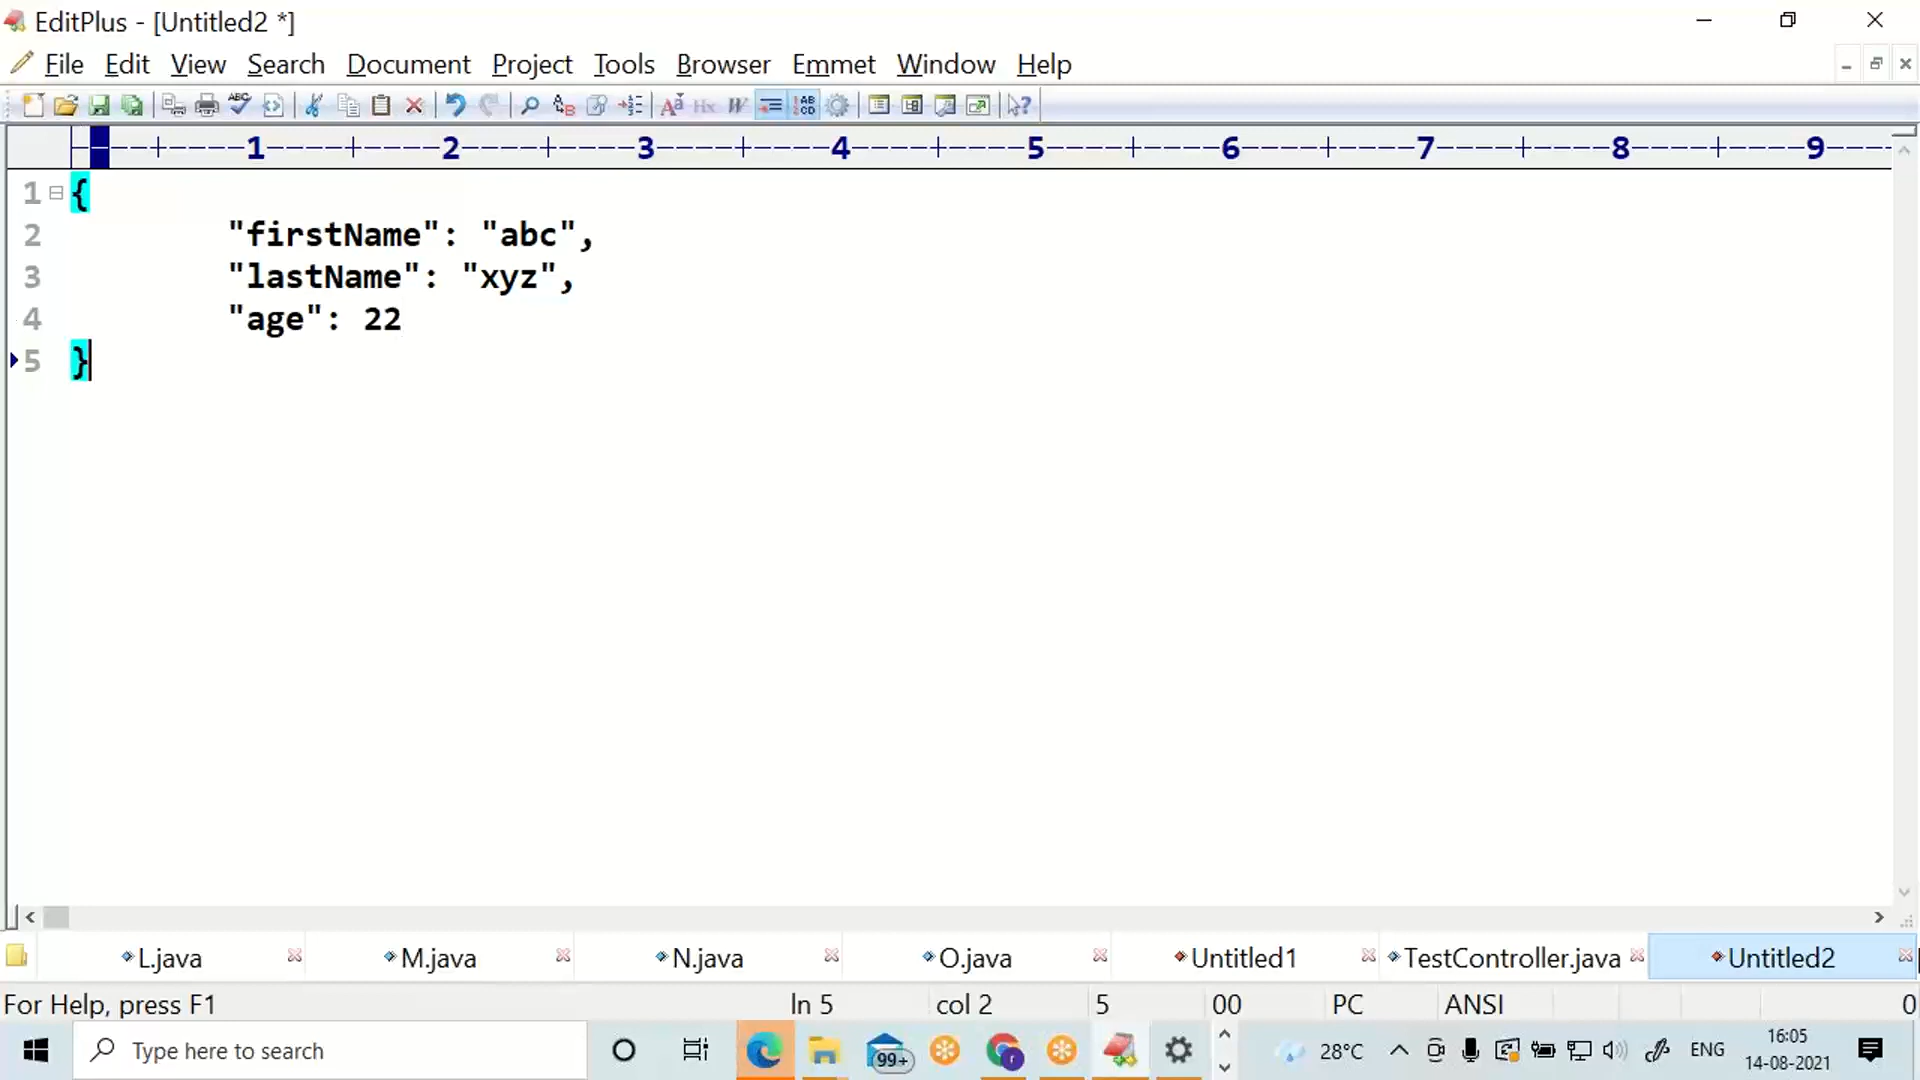 EditPlus - [Untitled2 *]
File Edit View Search Document Project Tools Browser Emmet Window Help
1 2 3 4 5 6 7 8 9
1 {
2 "firstName": "abc",
3 "lastName": "xyz",
4 "age": 22
5 }
L.java M.java N.java O.java Untitled1 TestController.java Untitled2
For Help, press F1 ln 5 col 2 5 00 PC ANSI 0
Type here to search 99+ 28°C ENG 16:05
14-08-2021